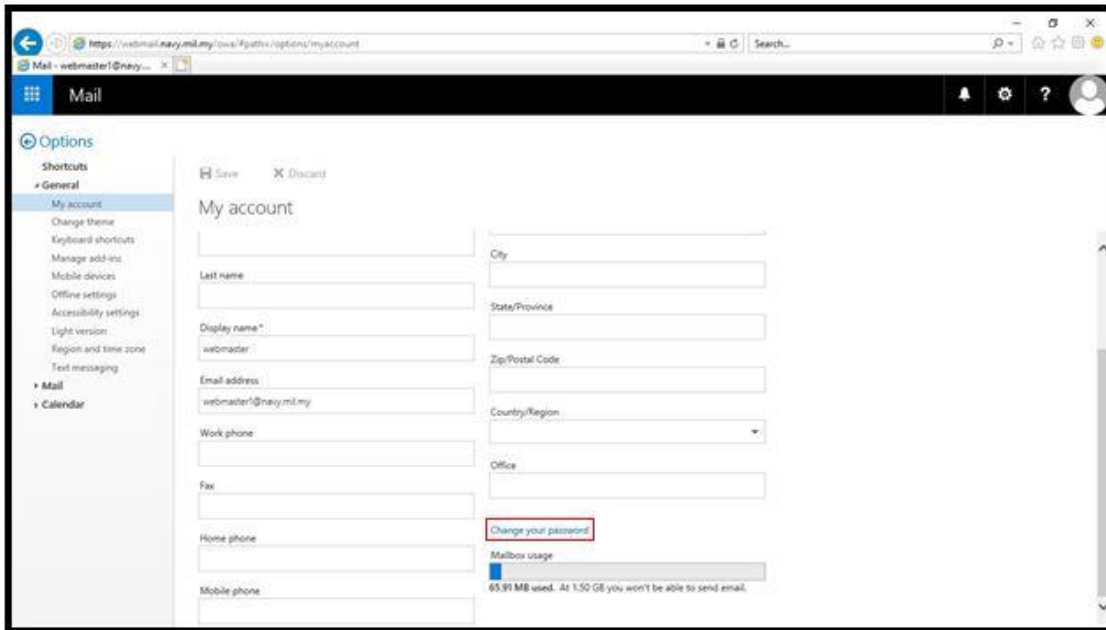 https://webmail.navy.mil.my/owa/#path=/options/myaccount
Search...
Mail - webmaster1@navy....
Mail
?
Options
Shortcuts
General
My account
Change theme
Keyboard shortcuts
Manage add-ins
Mobile devices
Offline settings
Accessibility settings
Light version
Region and time zone
Text messaging
Mail
Calendar
Save Discard
My account
Last name
Display name*
webmaster
Email address
webmaster1@navy.mil.my
Work phone
Fax
Home phone
Mobile phone
City
State/Province
Zip/Postal Code
Country/Region
Office
Change your password
Mailbox usage
65.91 MB used. At 1.50 GB you won't be able to send email.